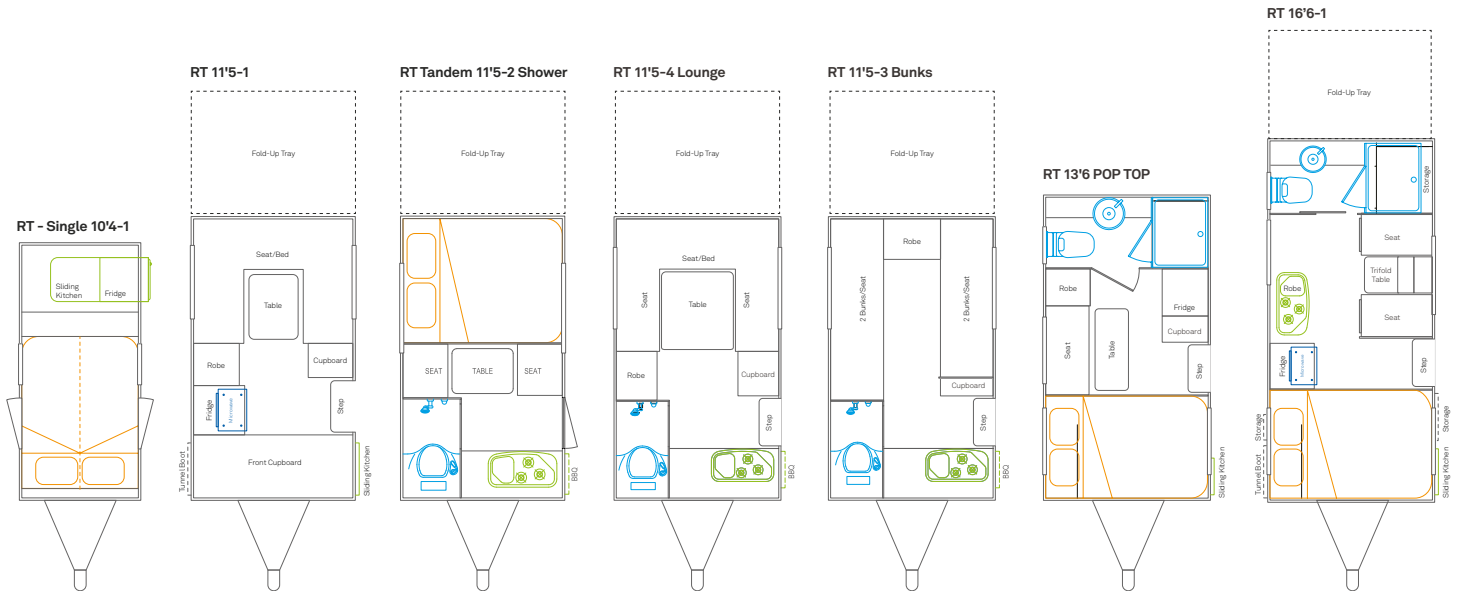 RT - Single 10'4-1
Sliding
Kitchen
Fridge
RT 11'5-1
Fold-Up Tray
Seat/Bed
Table
Robe
Cupboard
Fridge
Microwave
Step
Front Cupboard
Tunnel Boot
Sliding Kitchen
RT Tandem 11'5-2 Shower
Fold-Up Tray
SEAT
TABLE
SEAT
BBQ
RT 11'5-4 Lounge
Fold-Up Tray
Seat/Bed
Seat
Table
Seat
Robe
Cupboard
Step
BBQ
RT 11'5-3 Bunks
Fold-Up Tray
Robe
2 Bunks/Seat
2 Bunks/Seat
Cupboard
Step
BBQ
RT 13'6 POP TOP
Robe
Fridge
Cupboard
Seat
Table
Step
Sliding Kitchen
RT 16'6-1
Fold-Up Tray
Storage
Seat
Trifold
Table
Robe
Seat
Fridge
Microwave
Step
Storage
Storage
Tunnel Boot
Sliding Kitchen